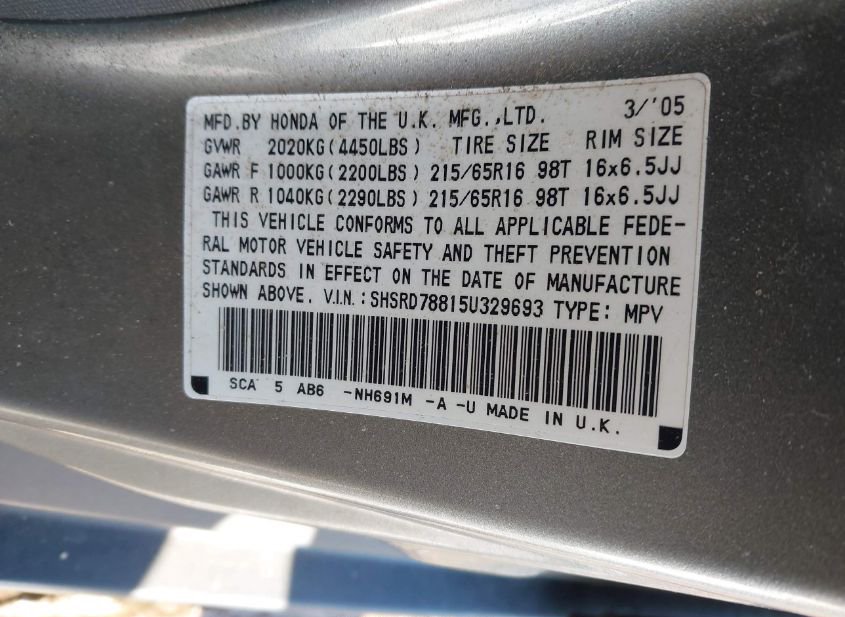 MFD.BY HONDA OF THE U.K. MFG.,LTD. 3/'05
GVWR 2020KG(4450LBS) TIRE SIZE RIM SIZE
GAWR F 1000KG(2200LBS) 215/65R16 98T 16x6.5JJ
GAWR R 1040KG(2290LBS) 215/65R16 98T 16x6.5JJ
THIS VEHICLE CONFORMS TO ALL APPLICABLE FEDE-
RAL MOTOR VEHICLE SAFETY AND THEFT PREVENTION
STANDARDS IN EFFECT ON THE DATE OF MANUFACTURE
SHOWN ABOVE. V.I.N.:SHSRD78815U329693 TYPE: MPV
SCA 5 AB6 -NH691M -A -U MADE IN U.K.